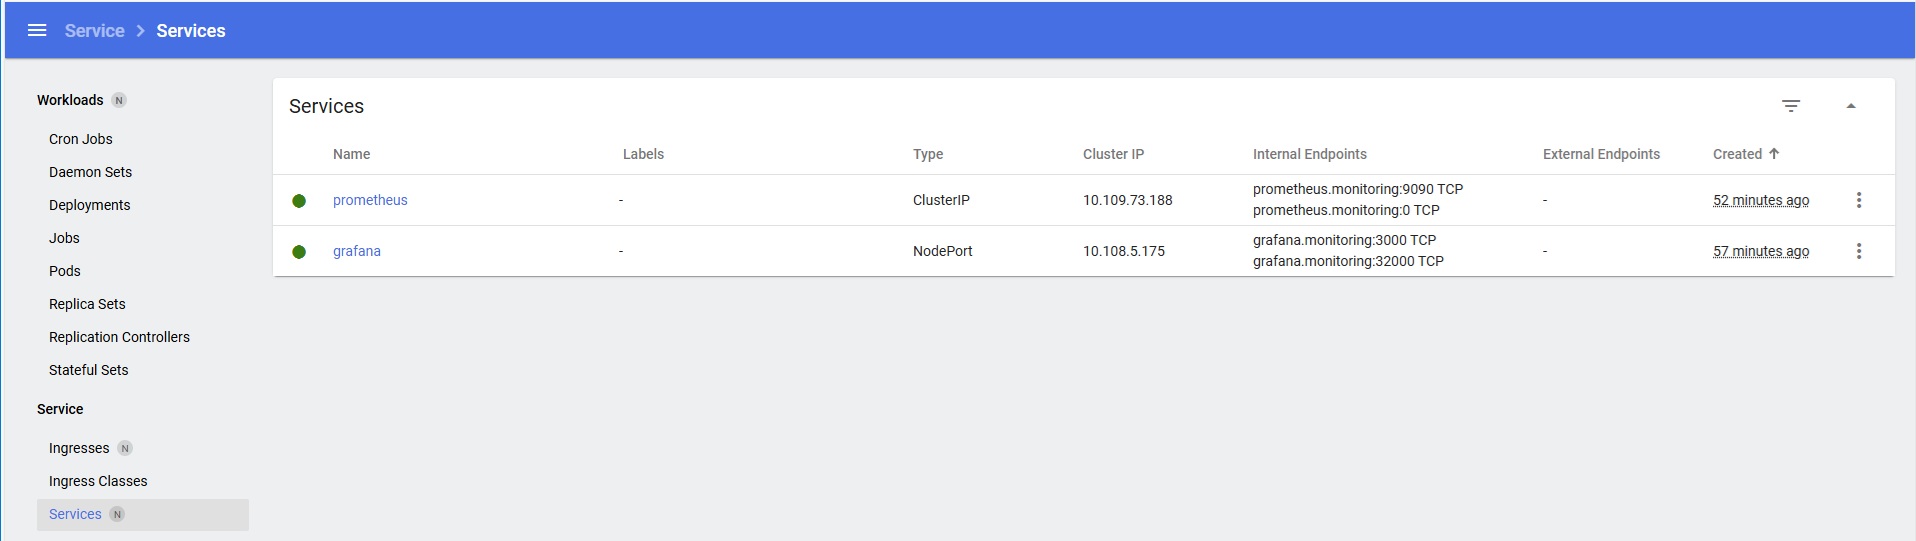 Service > Services
Workloads N
Cron Jobs
Daemon Sets
Deployments
Jobs
Pods
Replica Sets
Replication Controllers
Stateful Sets
Service
Ingresses N
Ingress Classes
Services N
Services
Name Labels Type Cluster IP Internal Endpoints External Endpoints Created ↑
prometheus - ClusterIP 10.109.73.188 prometheus.monitoring:9090 TCP - 52 minutes ago
prometheus.monitoring:0 TCP
grafana - NodePort 10.108.5.175 grafana.monitoring:3000 TCP - 57 minutes ago
grafana.monitoring:32000 TCP